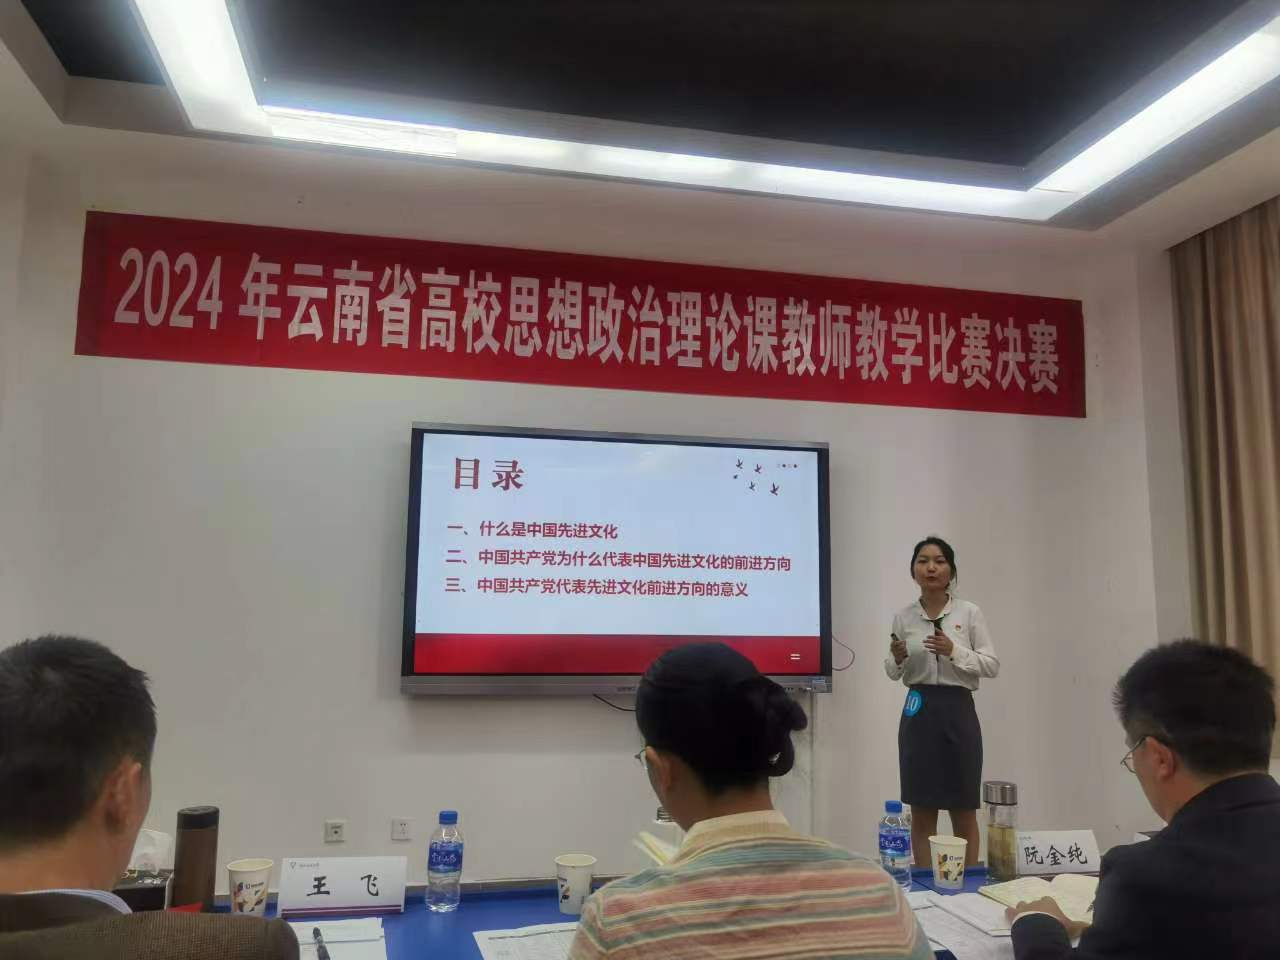 2024 年云南省高校思想政治理论课教师教学比赛决赛
目录
一、什么是中国先进文化
二、中国共产党为什么代表中国先进文化的前进方向
三、中国共产党代表先进文化前进方向的意义
10
王 飞
阮金纯